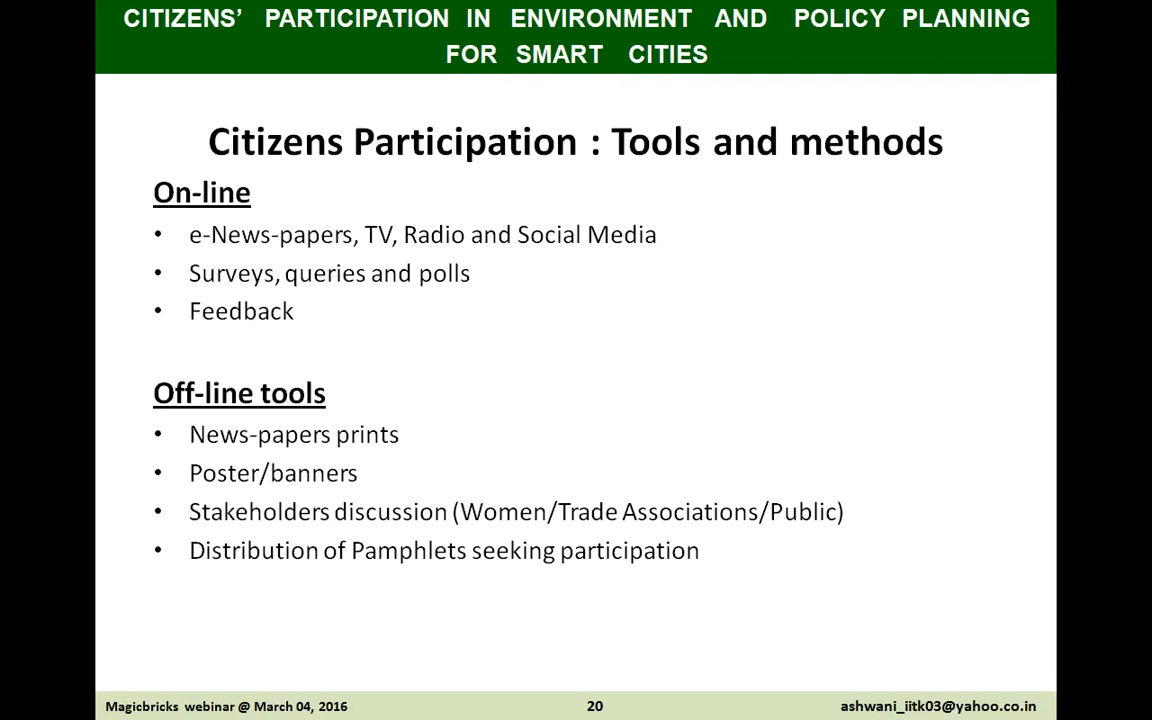 CITIZENS’ PARTICIPATION IN ENVIRONMENT AND POLICY PLANNING
FOR SMART CITIES
Citizens Participation : Tools and methods
On-line
• e-News-papers, TV, Radio and Social Media
• Surveys, queries and polls
• Feedback
Off-line tools
• News-papers prints
• Poster/banners
• Stakeholders discussion (Women/Trade Associations/Public)
• Distribution of Pamphlets seeking participation
Magicbricks webinar @ March 04, 2016 20 ashwani_iitk03@yahoo.co.in